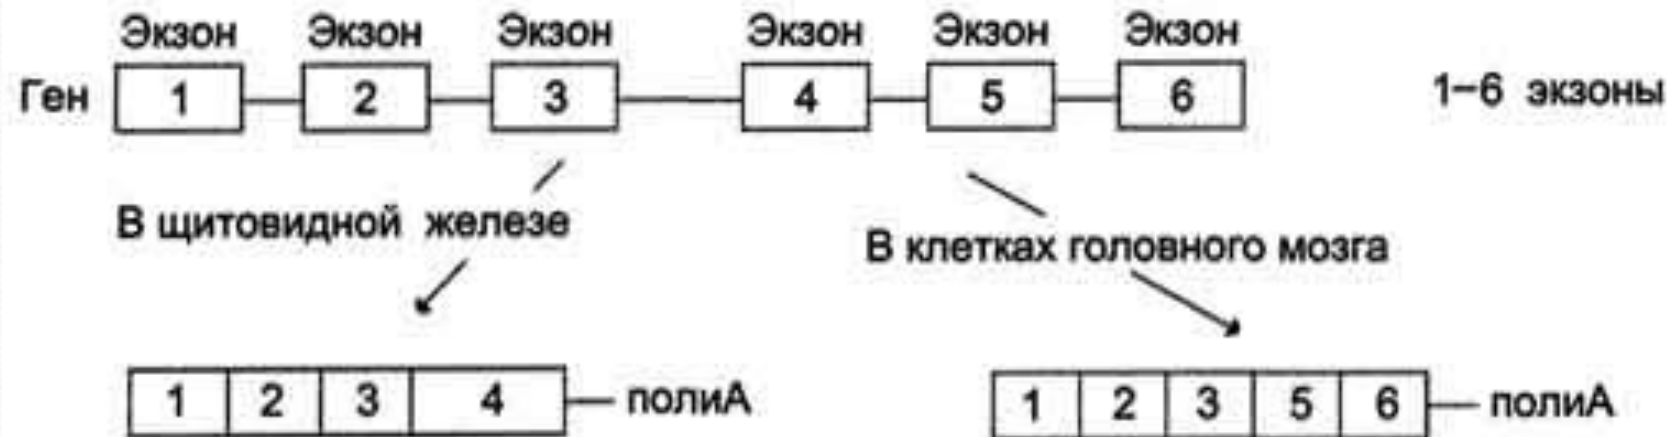 Экзон Экзон Экзон Экзон Экзон Экзон
Ген 1 2 3 4 5 6 1–6 экзоны
В щитовидной железе
В клетках головного мозга
1 2 3 4 полиА 1 2 3 5 6 полиА